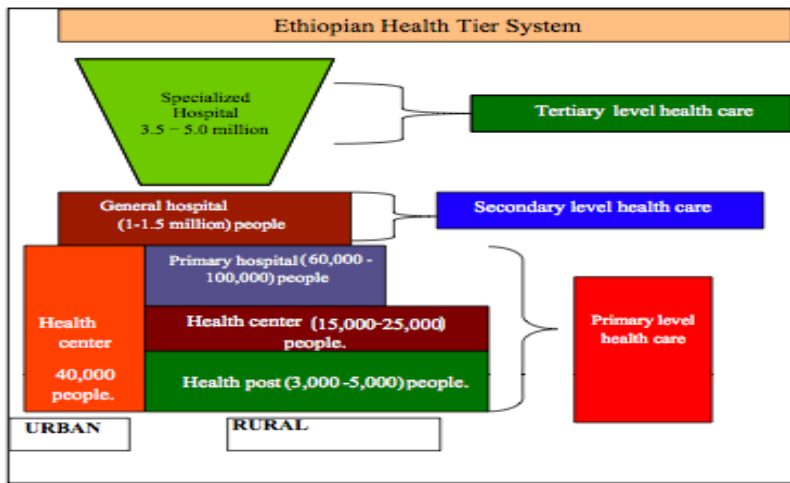 Ethiopian Health Tier System
Specialized
Hospital
3.5 – 5.0 million
Tertiary level health care
General hospital
(1-1.5 million) people
Secondary level health care
Primary hospital (60,000 -
100,000) people
Health center (15,000-25,000)
people.
Health post (3,000 -5,000) people.
Health
center
40,000
people.
Primary level
health care
URBAN
RURAL